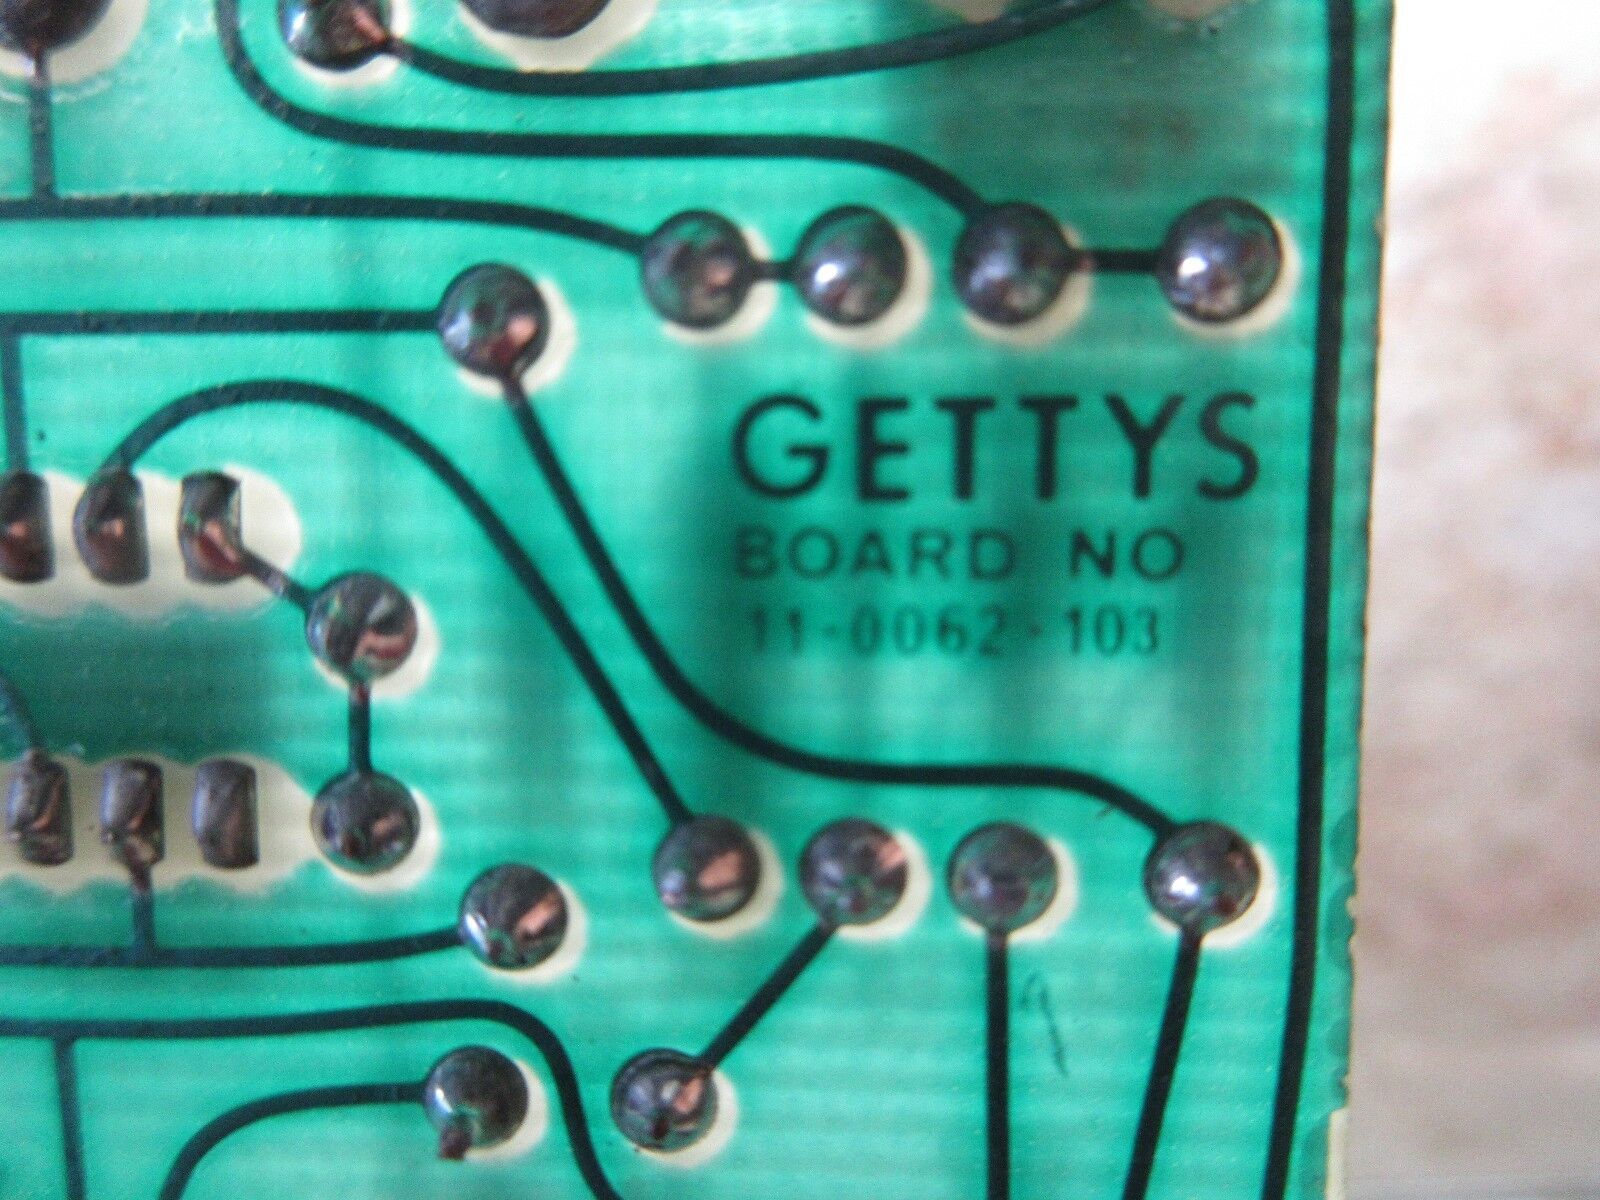 GETTYS
BOARD NO
11-0062-103